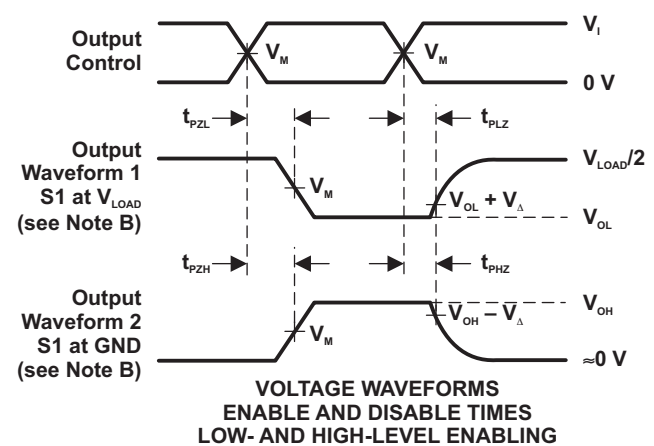 Output
Control
V_M
V_M
V_I
0 V
t_PZL
t_PLZ
Output
Waveform 1
S1 at V_LOAD
(see Note B)
V_M
V_OL + V_Δ
V_LOAD/2
V_OL
t_PZH
t_PHZ
Output
Waveform 2
S1 at GND
(see Note B)
V_M
V_OH – V_Δ
V_OH
≈0 V
VOLTAGE WAVEFORMS
ENABLE AND DISABLE TIMES
LOW- AND HIGH-LEVEL ENABLING